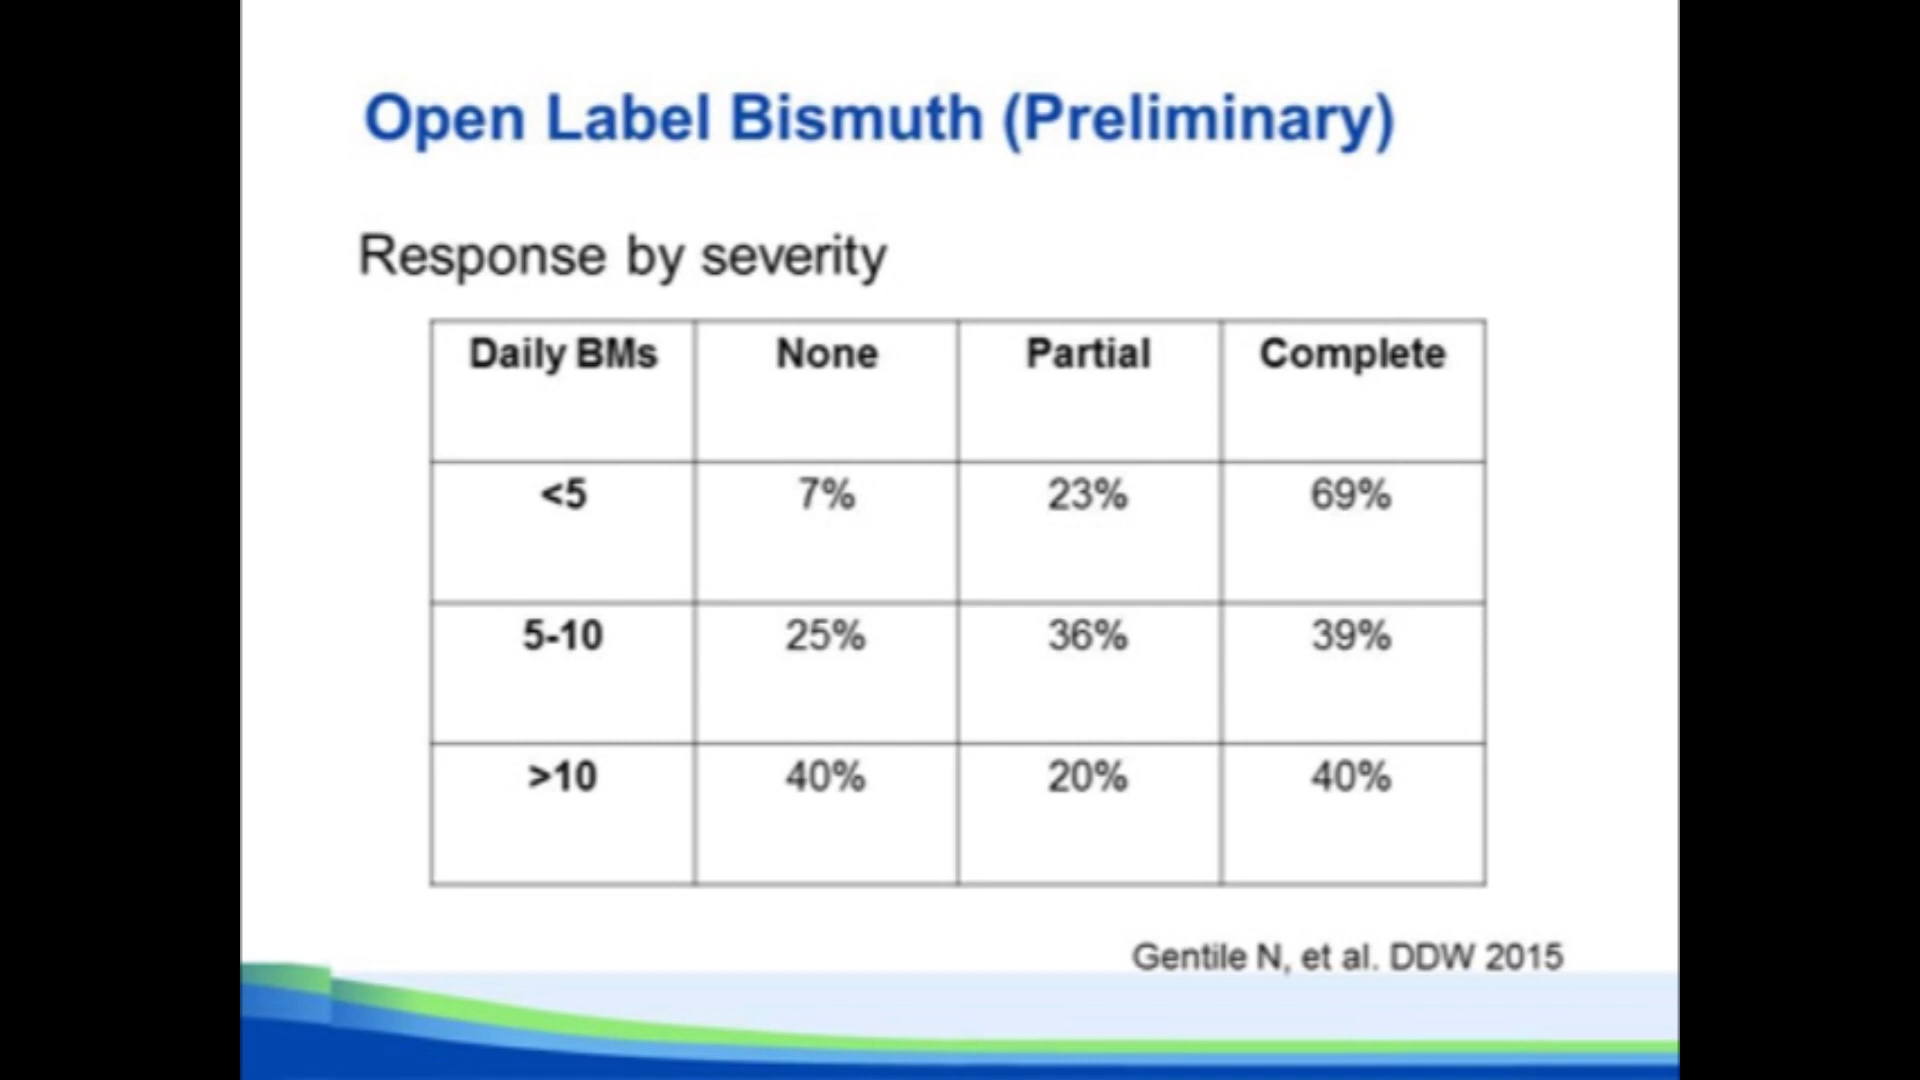 Open Label Bismuth (Preliminary)
Response by severity
Daily BMs None Partial Complete
<5 7% 23% 69%
5-10 25% 36% 39%
>10 40% 20% 40%
Gentile N, et al. DDW 2015